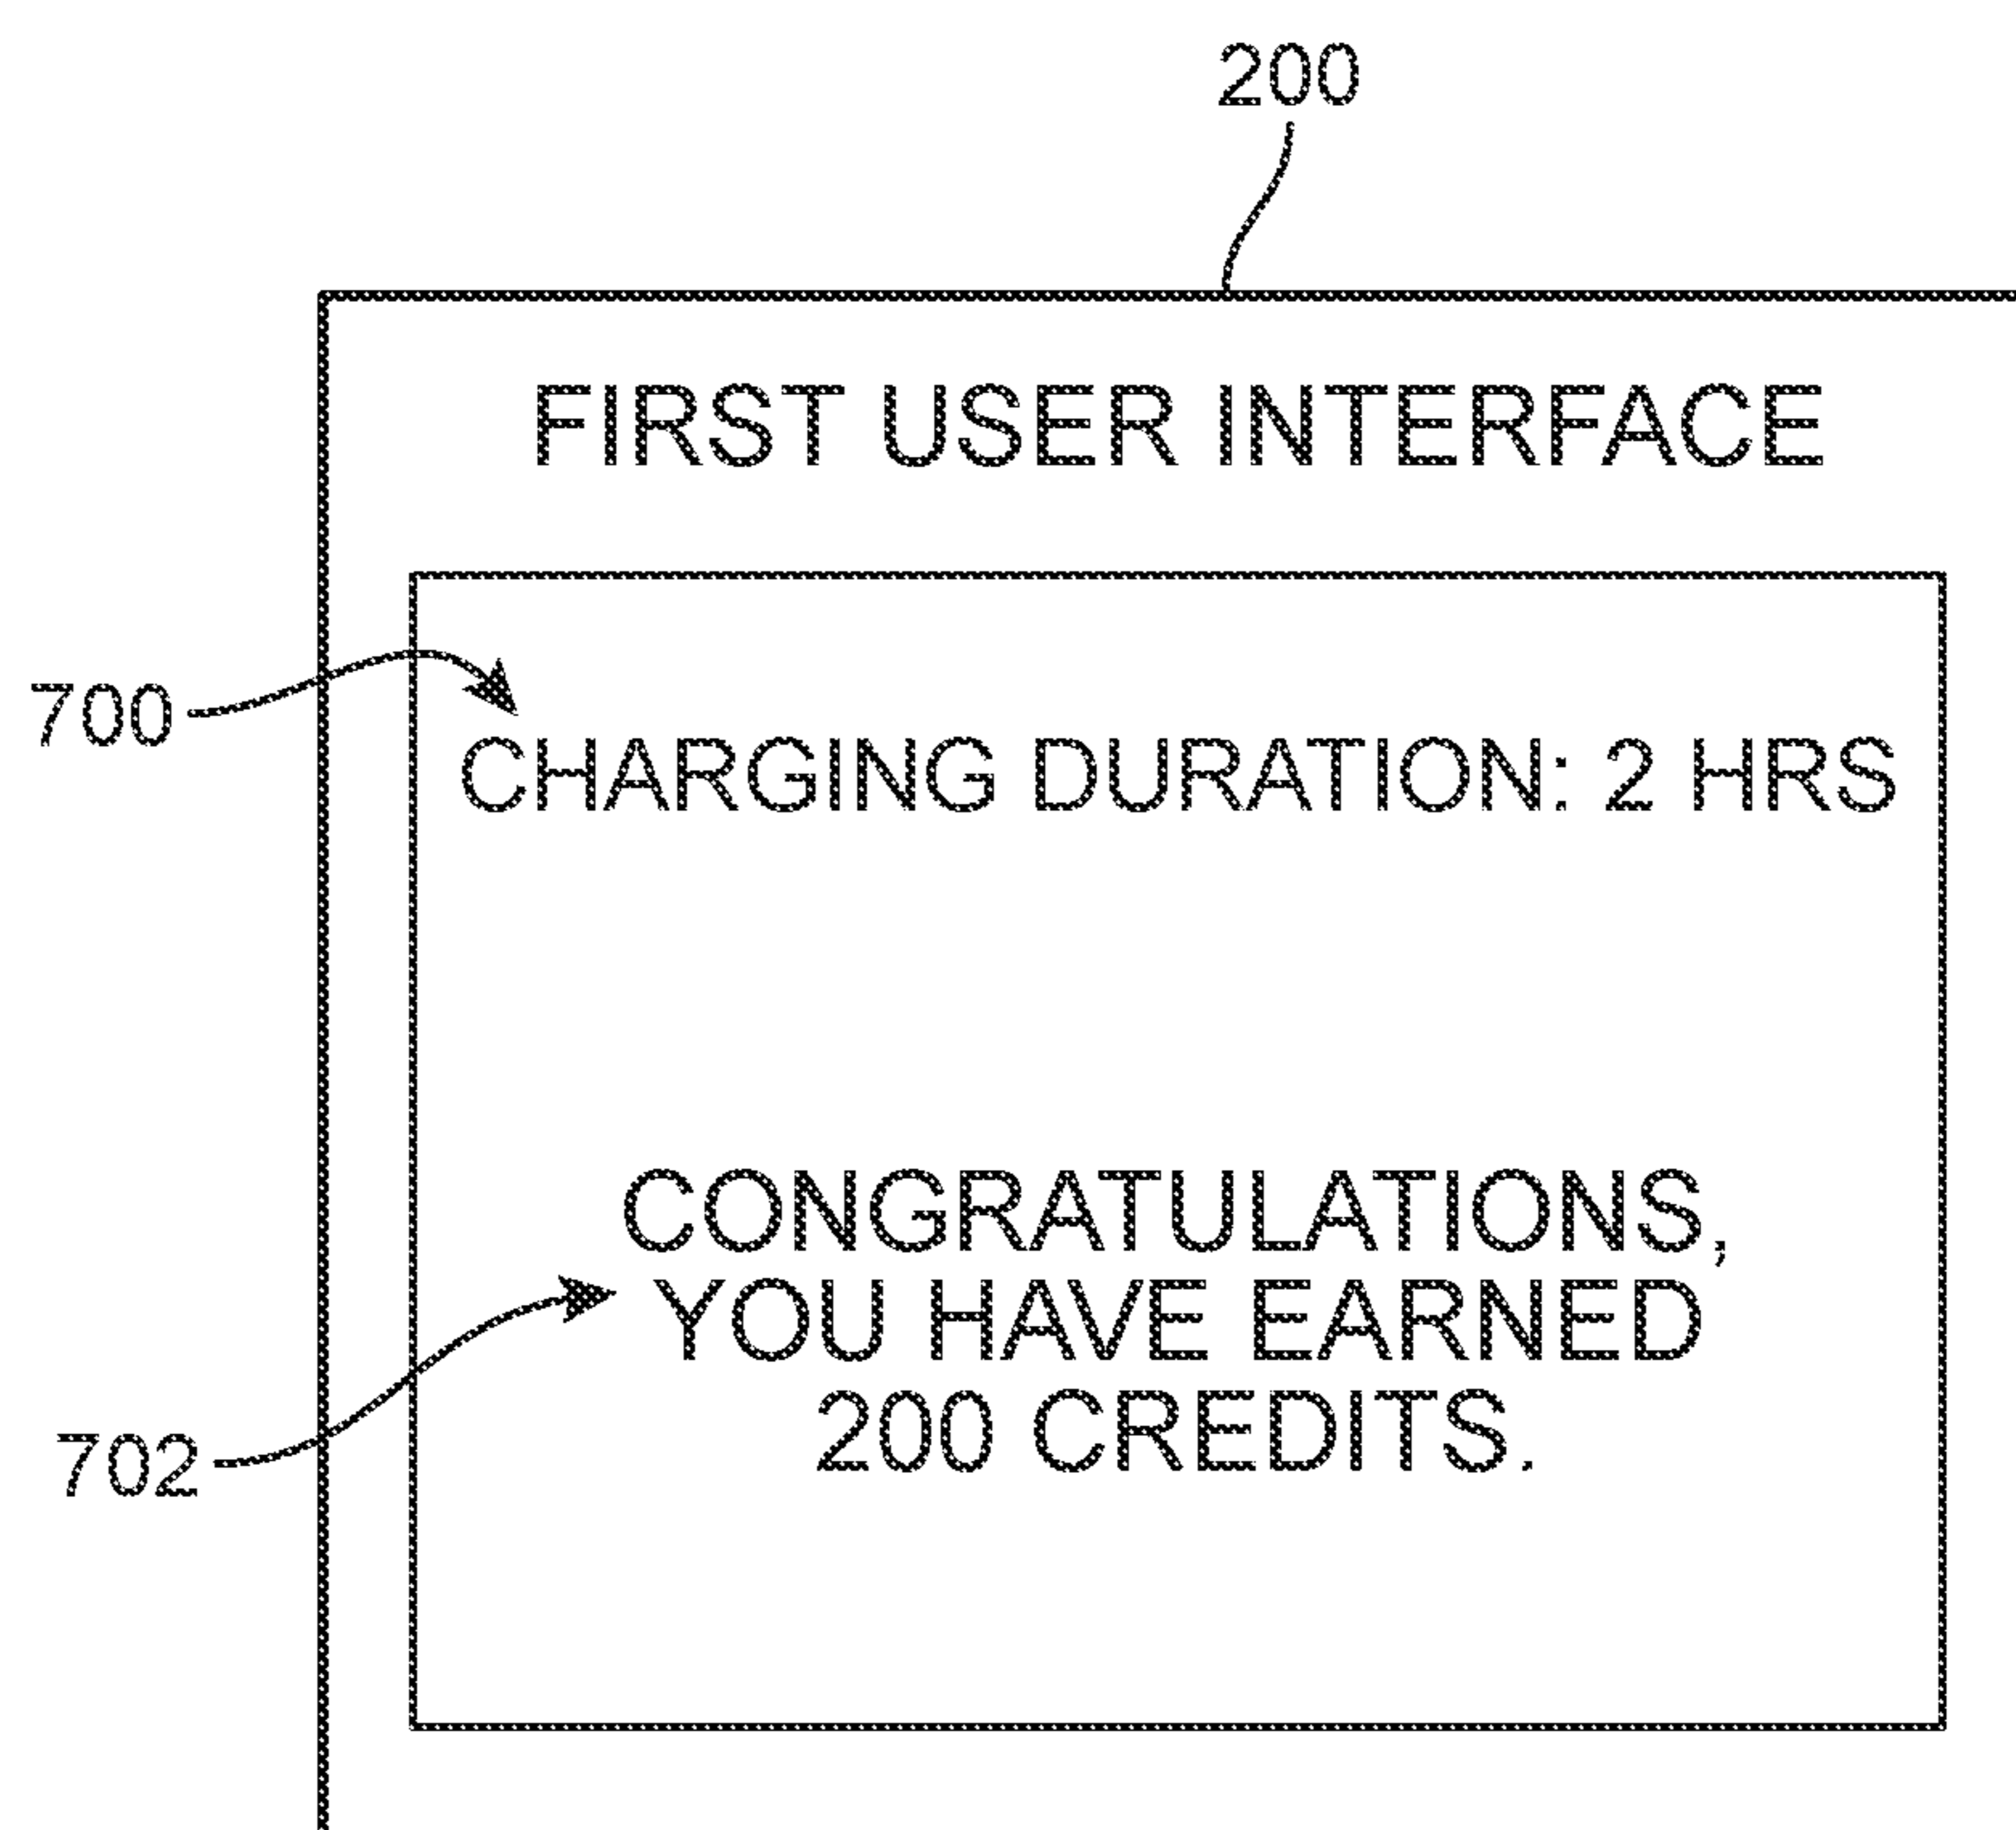 200
FIRST USER INTERFACE
700
CHARGING DURATION: 2 HRS
CONGRATULATIONS,
YOU HAVE EARNED
200 CREDITS.
702